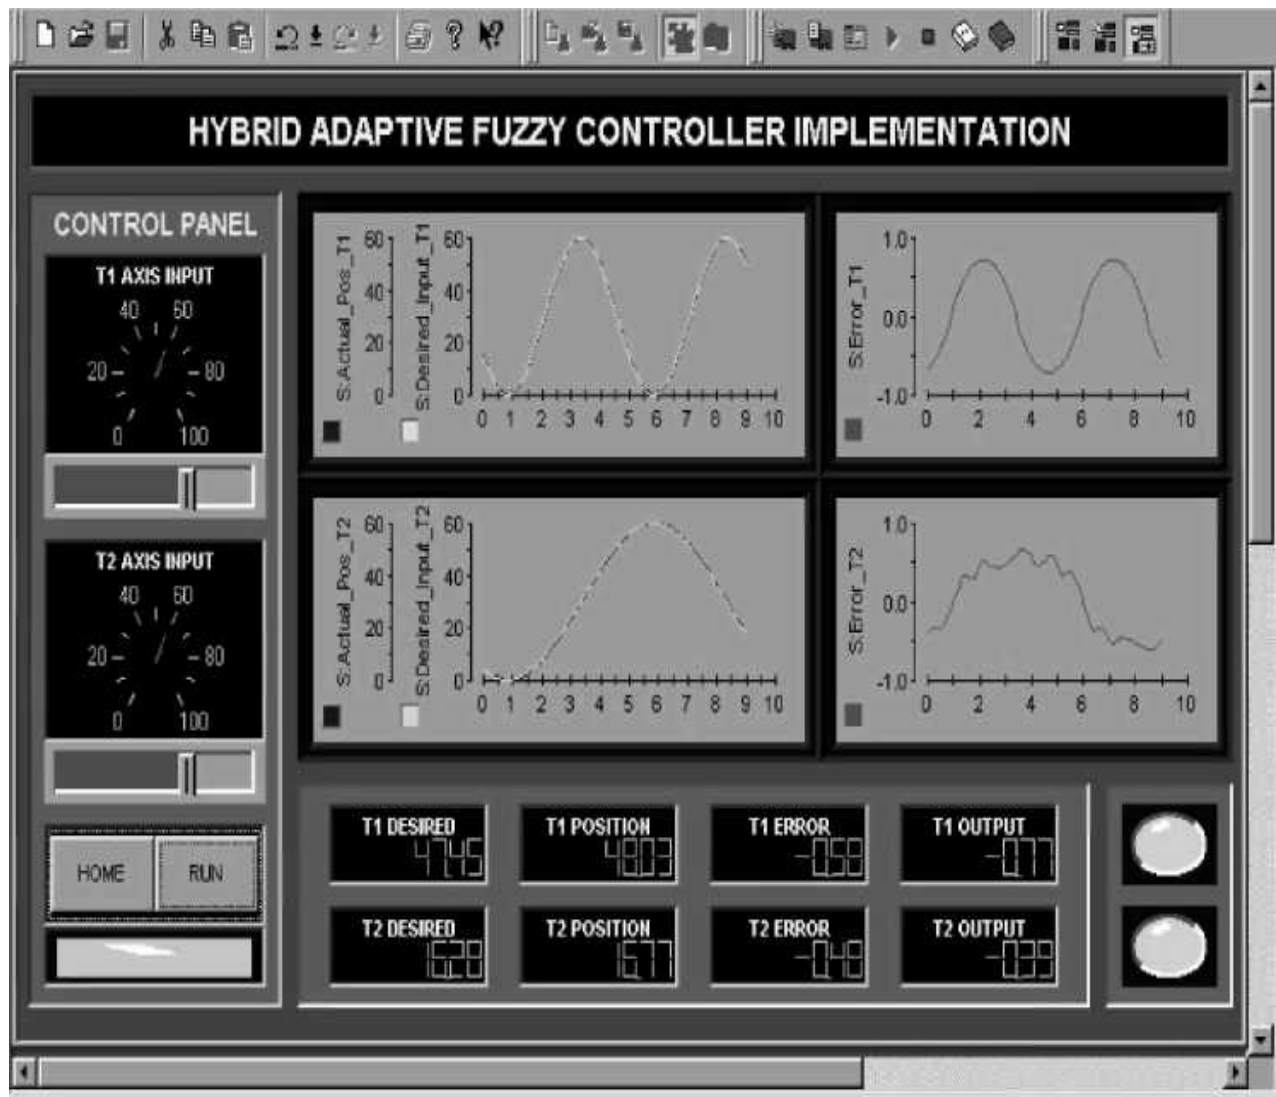 HYBRID ADAPTIVE FUZZY CONTROLLER IMPLEMENTATION
CONTROL PANEL
T1 AXIS INPUT
40 60
20 80
0 100
T2 AXIS INPUT
40 60
20 80
0 100
HOME RUN
S:Actual_Pos_T1
60
40
20
0
S:Desired_Input_T1
60
40
20
0
0 1 2 3 4 5 6 7 8 9 10
S:Error_T1
1.0
0.0
-1.0
0 2 4 6 8 10
S:Actual_Pos_T2
60
40
20
0
S:Desired_Input_T2
60
40
20
0
0 1 2 3 4 5 6 7 8 9 10
S:Error_T2
1.0
0.0
-1.0
0 2 4 6 8 10
T1 DESIRED T1 POSITION T1 ERROR T1 OUTPUT
47.45 48.03 -0.58 -0.77
T2 DESIRED T2 POSITION T2 ERROR T2 OUTPUT
16.28 16.77 -0.48 -0.39